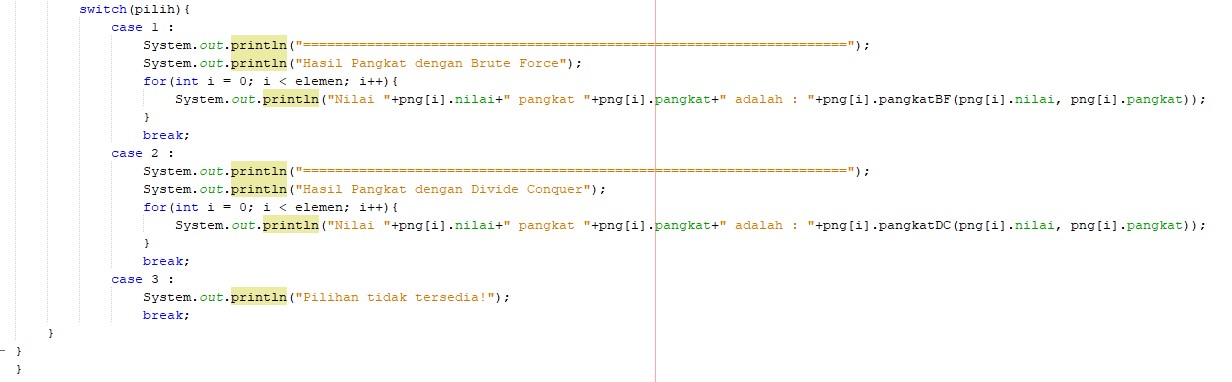 switch(pilih){
case 1 :
System.out.println("====================================================================");
System.out.println("Hasil Pangkat dengan Brute Force");
for(int i = 0; i < elemen; i++){
System.out.println("Nilai "+png[i].nilai+" pangkat "+png[i].pangkat+" adalah : "+png[i].pangkatBF(png[i].nilai, png[i].pangkat));
}
break;
case 2 :
System.out.println("====================================================================");
System.out.println("Hasil Pangkat dengan Divide Conquer");
for(int i = 0; i < elemen; i++){
System.out.println("Nilai "+png[i].nilai+" pangkat "+png[i].pangkat+" adalah : "+png[i].pangkatDC(png[i].nilai, png[i].pangkat));
}
break;
case 3 :
System.out.println("Pilihan tidak tersedia!");
break;
}
}
}